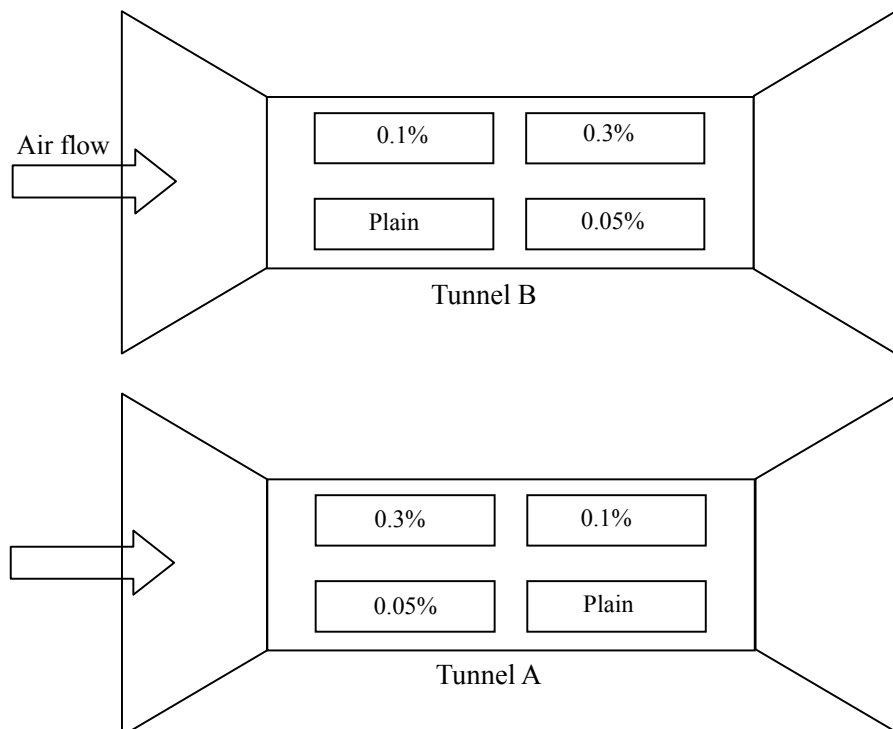 0.1% 0.3%
Air flow
Plain 0.05%
Tunnel B
0.3% 0.1%
0.05% Plain
Tunnel A